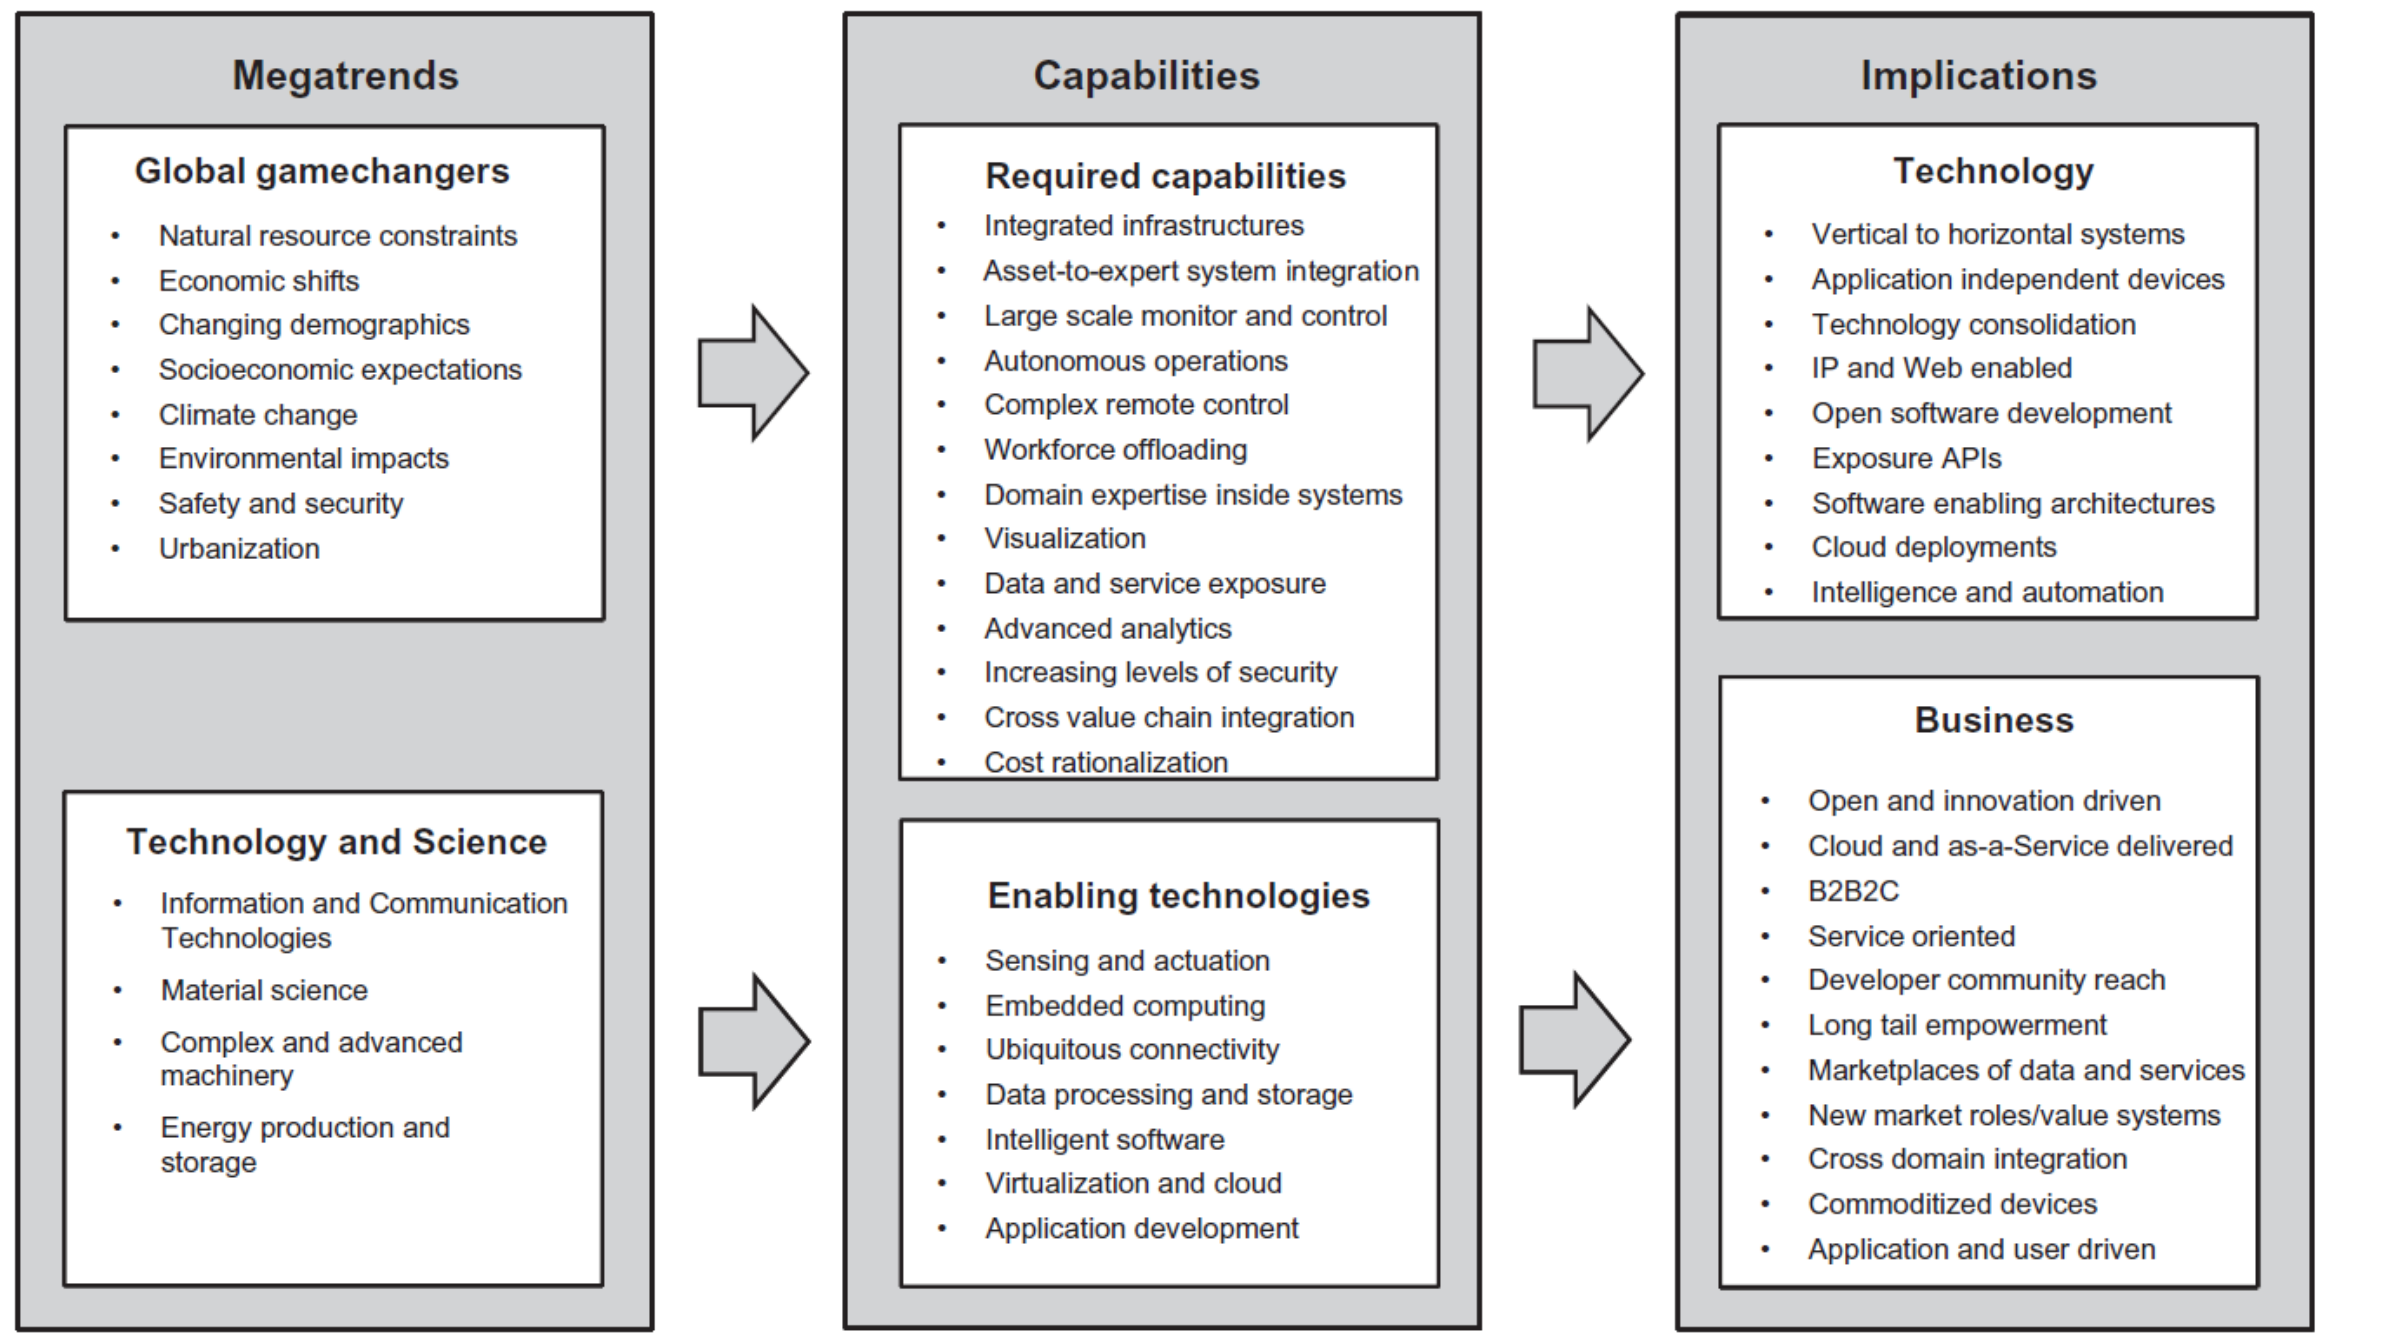 Megatrends
Global gamechangers
• Natural resource constraints
• Economic shifts
• Changing demographics
• Socioeconomic expectations
• Climate change
• Environmental impacts
• Safety and security
• Urbanization
Technology and Science
• Information and Communication
Technologies
• Material science
• Complex and advanced
machinery
• Energy production and
storage
Capabilities
Required capabilities
• Integrated infrastructures
• Asset-to-expert system integration
• Large scale monitor and control
• Autonomous operations
• Complex remote control
• Workforce offloading
• Domain expertise inside systems
• Visualization
• Data and service exposure
• Advanced analytics
• Increasing levels of security
• Cross value chain integration
• Cost rationalization
Enabling technologies
• Sensing and actuation
• Embedded computing
• Ubiquitous connectivity
• Data processing and storage
• Intelligent software
• Virtualization and cloud
• Application development
Implications
Technology
• Vertical to horizontal systems
• Application independent devices
• Technology consolidation
• IP and Web enabled
• Open software development
• Exposure APIs
• Software enabling architectures
• Cloud deployments
• Intelligence and automation
Business
• Open and innovation driven
• Cloud and as-a-Service delivered
• B2B2C
• Service oriented
• Developer community reach
• Long tail empowerment
• Marketplaces of data and services
• New market roles/value systems
• Cross domain integration
• Commoditized devices
• Application and user driven